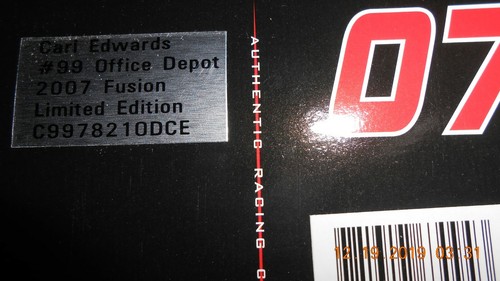 Carl Edwards
#99 Office Depot
2007 Fusion
Limited Edition
C9978210DCE
AUTHENTIC RACING C
07
12.19.2019 03:31